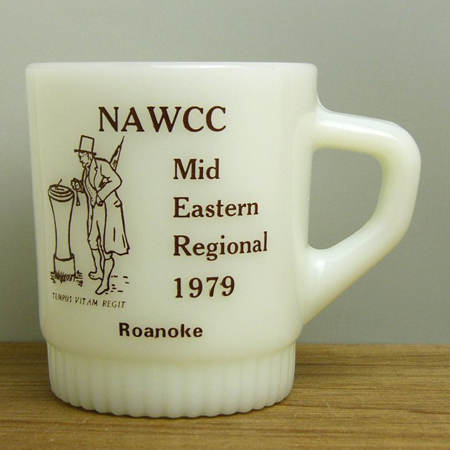 NAWCC
Mid
Eastern
Regional
1979
TEMPUS VITAM REGIT
Roanoke